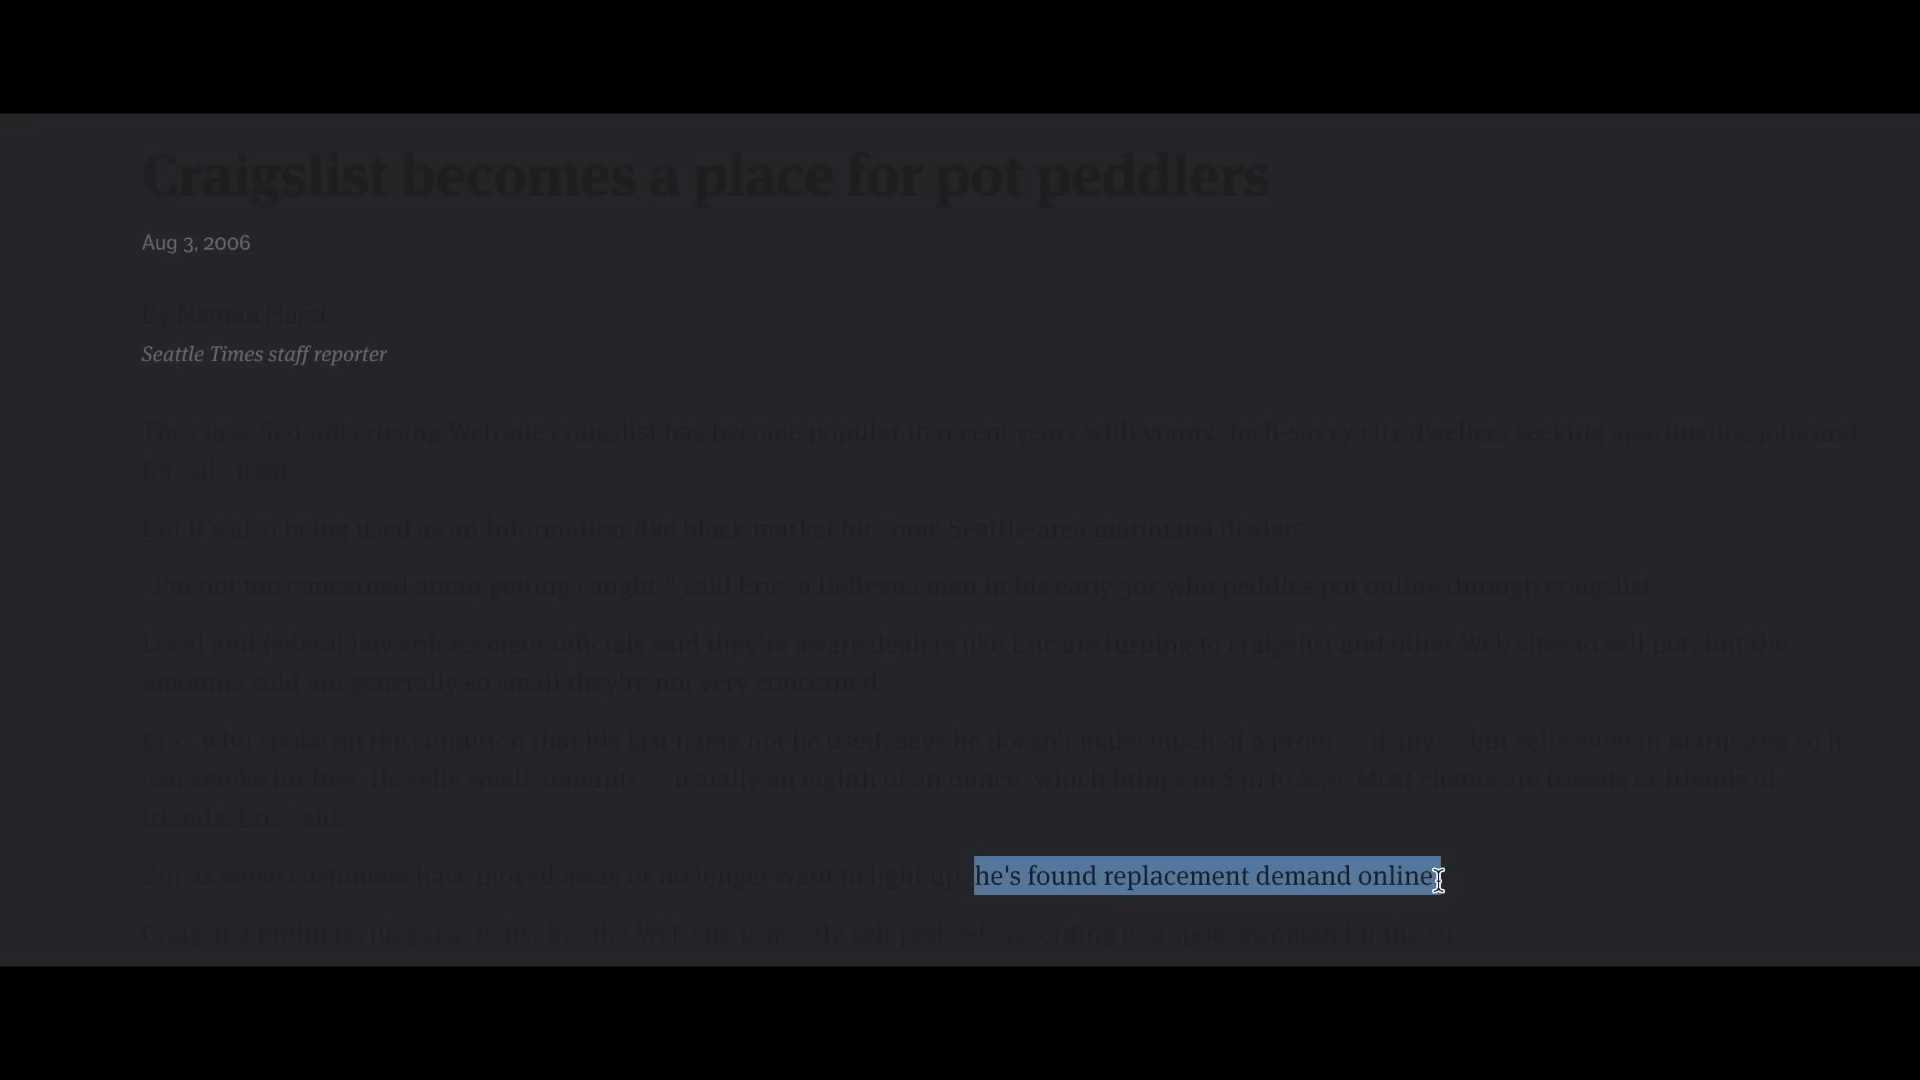 Craigslist becomes a place for pot peddlers
Aug 3, 2006
By Nathan Hurst
Seattle Times staff reporter
The classified-advertising Web site craigslist has become popular in recent years with young, tech-savvy city dwellers seeking apartments, jobs and
for-sale items.
But it's also being used as an Information Age black market for some Seattle-area marijuana dealers.
"I'm not too concerned about getting caught," said Eric, a Bellevue man in his early 30s who peddles pot online through craigslist.
Local and federal law enforcement officials said they're aware dealers like Eric are turning to craigslist and other Web sites to sell pot, but the
amounts sold are generally so small they're not very concerned.
Eric, who spoke on the condition that his last name not be used, says he doesn't make much of a profit — if any — but sells enough marijuana so he
can smoke for free. He sells small amounts — usually an eighth of an ounce, which brings in $30 to $40. Most clients are friends or friends of
friends, Eric said.
But as some customers have moved away or no longer want to light up, he's found replacement demand online.
Craigslist prohibits illegal activity, but the Web site is mostly self-policed, according to a spokeswoman for the site.